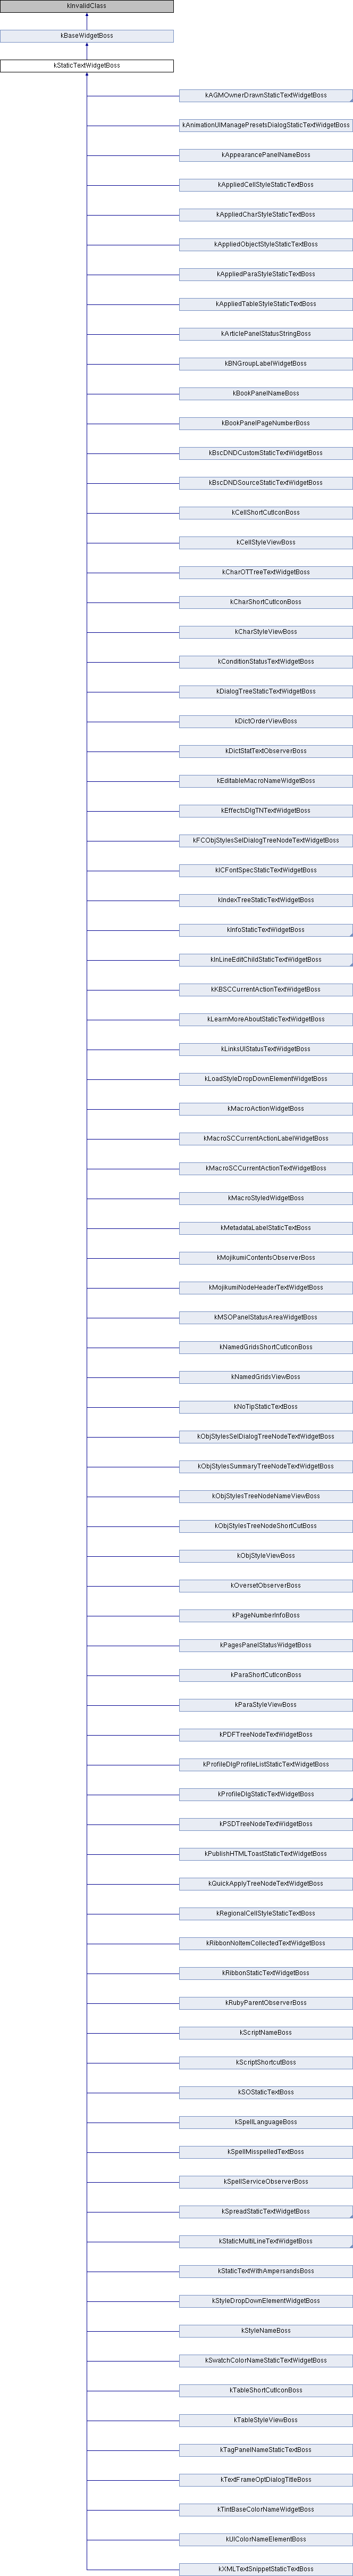 kInvalidClass
kBaseWidgetBoss
kStaticTextWidgetBoss
kAGMOwnerDrawnStaticTextWidgetBoss
kAnimationUIManagePresetsDialogStaticTextWidgetBoss
kAppearancePanelNameBoss
kAppliedCellStyleStaticTextBoss
kAppliedCharStyleStaticTextBoss
kAppliedObjectStyleStaticTextBoss
kAppliedParaStyleStaticTextBoss
kAppliedTableStyleStaticTextBoss
kArticlePanelStatusStringBoss
kBNGroupLabelWidgetBoss
kBookPanelNameBoss
kBookPanelPageNumberBoss
kBscDNDCustomStaticTextWidgetBoss
kBscDNDSourceStaticTextWidgetBoss
kCellShortCutIconBoss
kCellStyleViewBoss
kCharOTTreeTextWidgetBoss
kCharShortCutIconBoss
kCharStyleViewBoss
kConditionStatusTextWidgetBoss
kDialogTreeStaticTextWidgetBoss
kDictOrderViewBoss
kDictStatTextObserverBoss
kEditableMacroNameWidgetBoss
kEffectsDlgTNTextWidgetBoss
kFCObjStylesSelDialogTreeNodeTextWidgetBoss
kICFontSpecStaticTextWidgetBoss
kIndexTreeStaticTextWidgetBoss
kInfoStaticTextWidgetBoss
kInLineEditChildStaticTextWidgetBoss
kKBSCCurrentActionTextWidgetBoss
kLearnMoreAboutStaticTextWidgetBoss
kLinksUIStatusTextWidgetBoss
kLoadStyleDropDownElementWidgetBoss
kMacroActionWidgetBoss
kMacroSCCurrentActionLabelWidgetBoss
kMacroSCCurrentActionTextWidgetBoss
kMacroStyledWidgetBoss
kMetadataLabelStaticTextBoss
kMojikumiContentsObserverBoss
kMojikumiNodeHeaderTextWidgetBoss
kMSOPanelStatusAreaWidgetBoss
kNamedGridsShortCutIconBoss
kNamedGridsViewBoss
kNoTipStaticTextBoss
kObjStylesSelDialogTreeNodeTextWidgetBoss
kObjStylesSummaryTreeNodeTextWidgetBoss
kObjStylesTreeNodeNameViewBoss
kObjStylesTreeNodeShortCutBoss
kObjStyleViewBoss
kOversetObserverBoss
kPageNumberInfoBoss
kPagesPanelStatusWidgetBoss
kParaShortCutIconBoss
kParaStyleViewBoss
kPDFTreeNodeTextWidgetBoss
kProfileDlgProfileListStaticTextWidgetBoss
kProfileDlgStaticTextWidgetBoss
kPSDTreeNodeTextWidgetBoss
kPublishHTMLToastStaticTextWidgetBoss
kQuickApplyTreeNodeTextWidgetBoss
kRegionalCellStyleStaticTextBoss
kRibbonNoItemCollectedTextWidgetBoss
kRibbonStaticTextWidgetBoss
kRubyParentObserverBoss
kScriptNameBoss
kScriptShortcutBoss
kSOStaticTextBoss
kSpellLanguageBoss
kSpellMisspelledTextBoss
kSpellServiceObserverBoss
kSpreadStaticTextWidgetBoss
kStaticMultiLineTextWidgetBoss
kStaticTextWithAmpersandsBoss
kStyleDropDownElementWidgetBoss
kStyleNameBoss
kSwatchColorNameStaticTextWidgetBoss
kTableShortCutIconBoss
kTableStyleViewBoss
kTagPanelNameStaticTextBoss
kTextFrameOptDialogTitleBoss
kTintBaseColorNameWidgetBoss
kUIColorNameElementBoss
kXMLTextSnippetStaticTextBoss